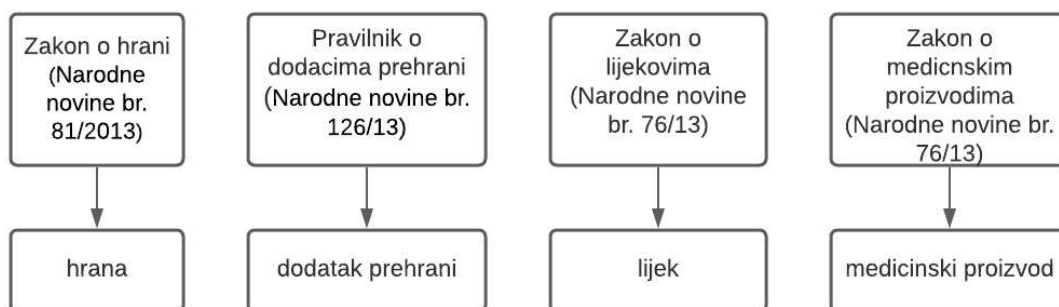 Zakon o hrani
(Narodne
novine br.
81/2013)
Pravilnik o
dodacima prehrani
(Narodne novine br.
126/13)
Zakon o
lijekovima
(Narodne novine
br. 76/13)
Zakon o
medicnskim
proizvodima
(Narodne novine br.
76/13)
hrana
dodatak prehrani
lijek
medicinski proizvod